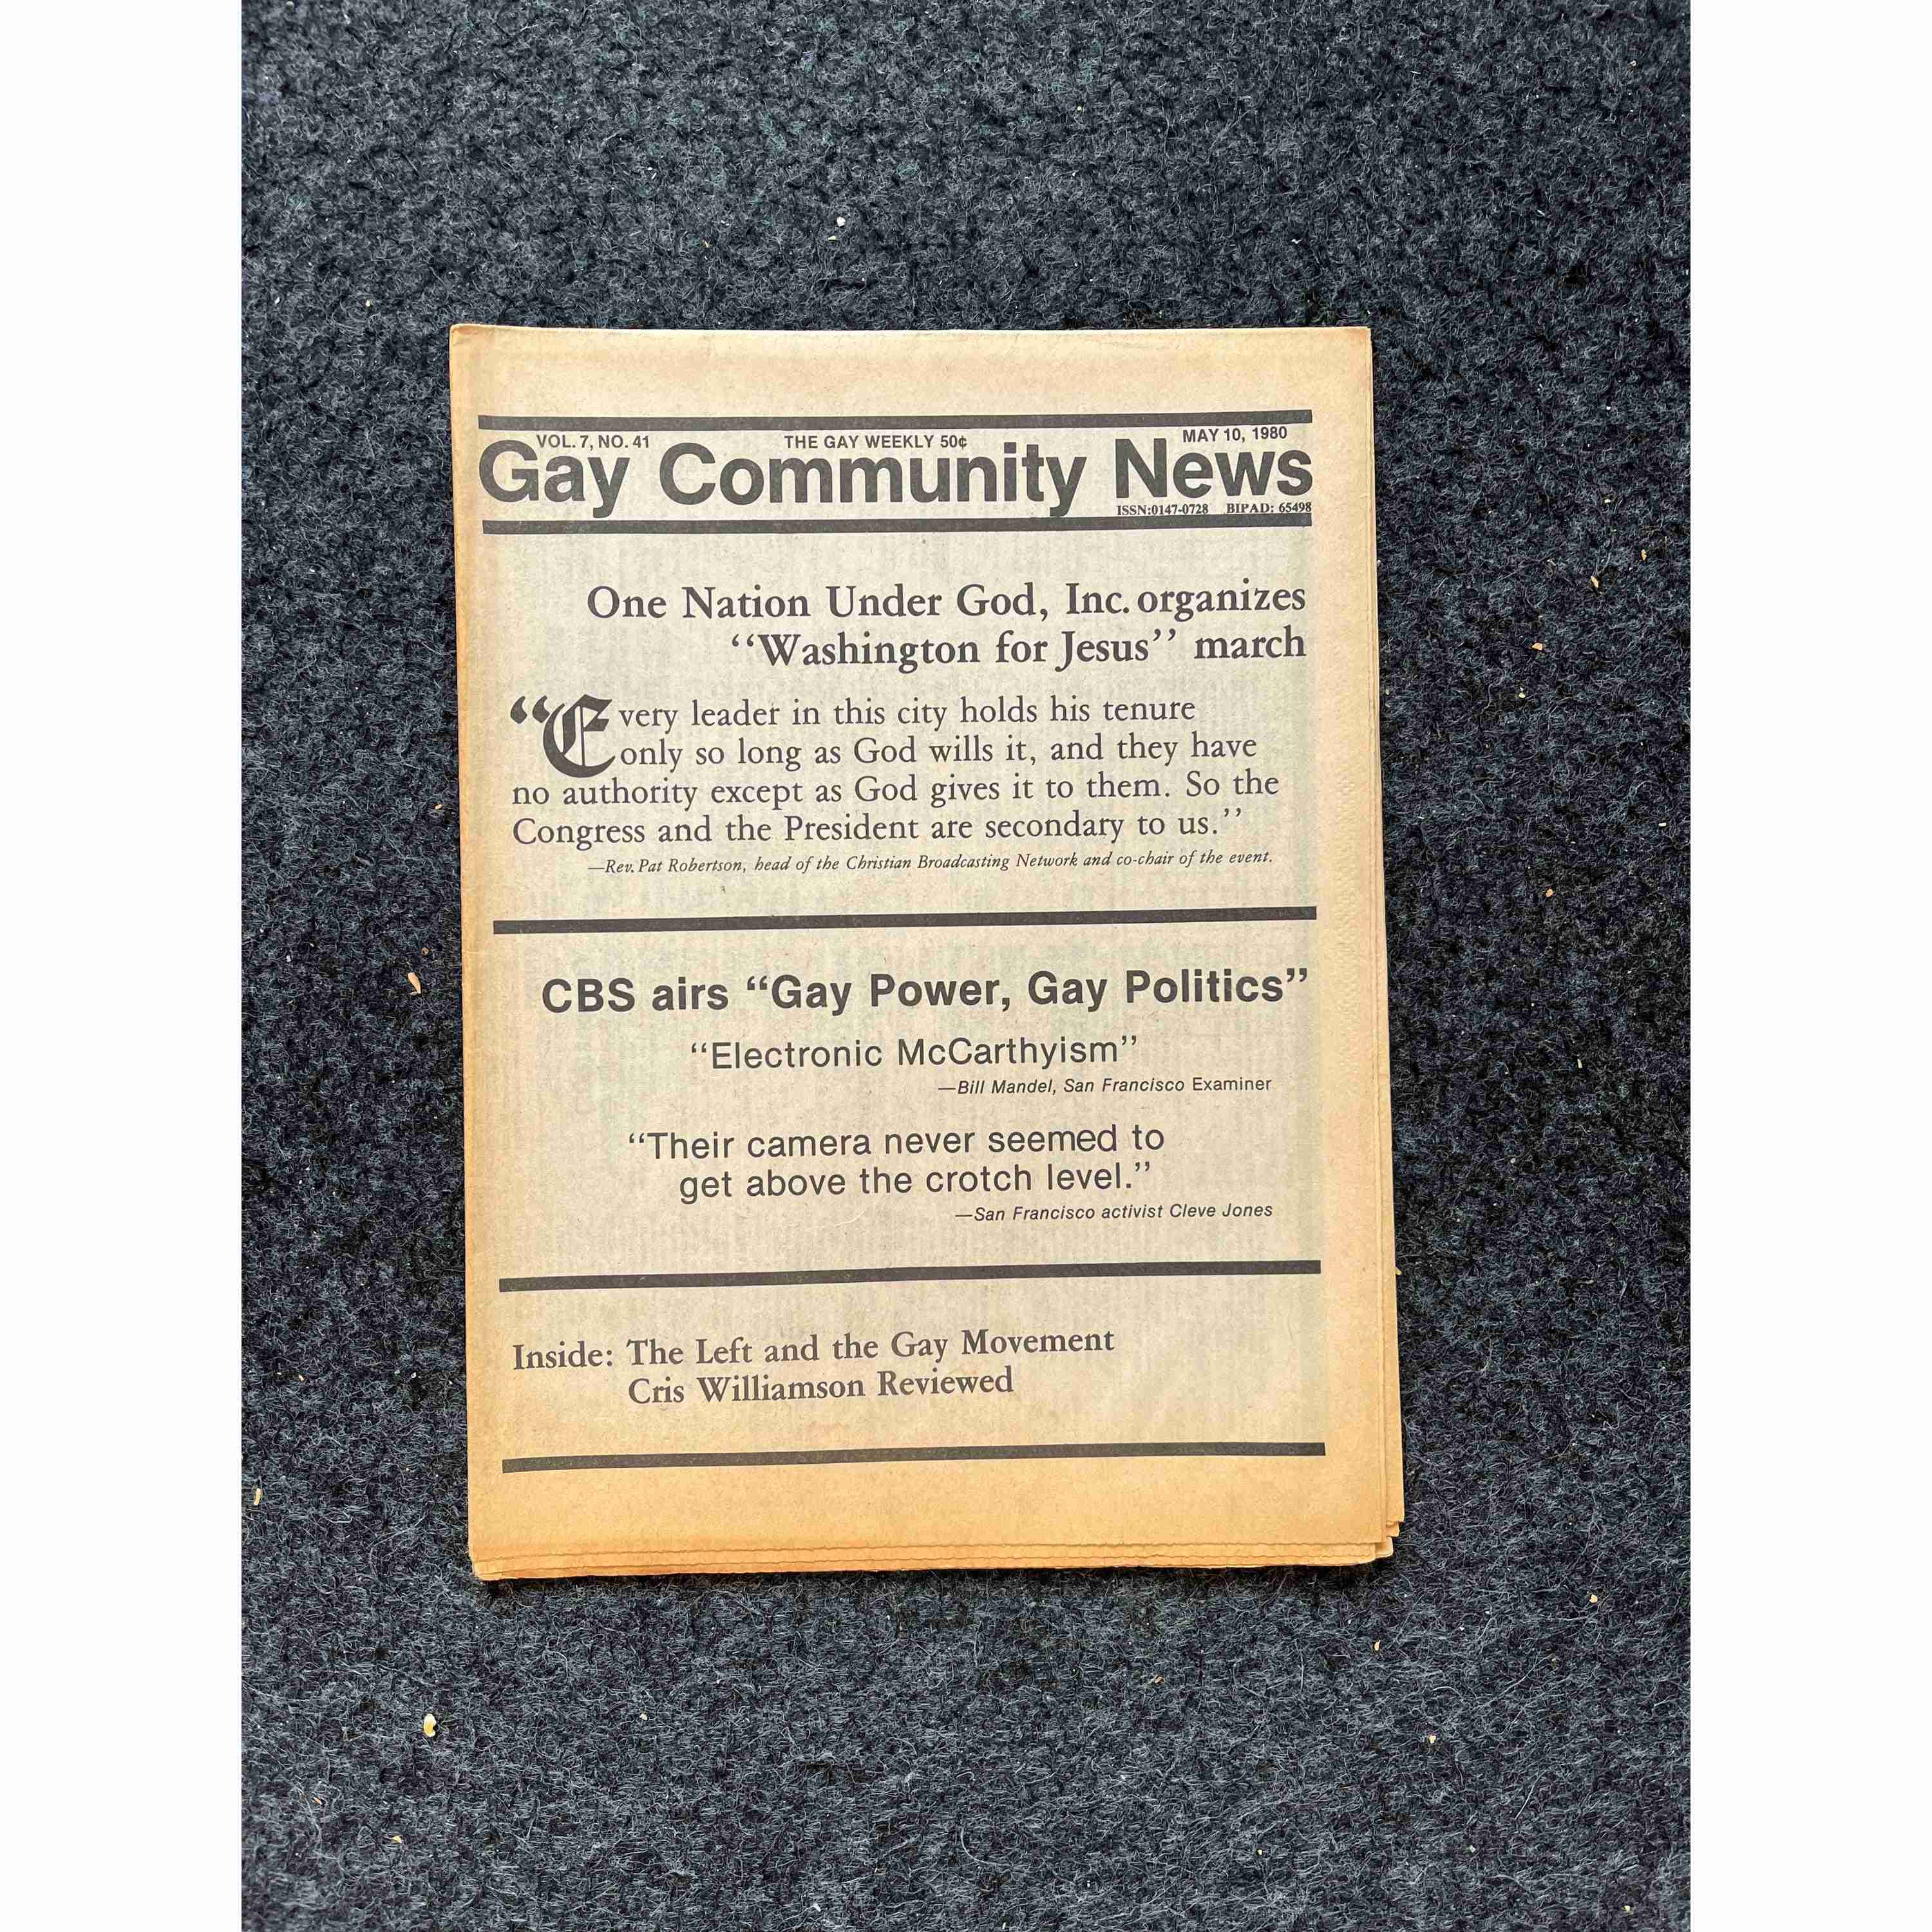 VOL. 7, NO. 41 THE GAY WEEKLY 50¢ MAY 10, 1980
Gay Community News
ISSN:0147-0728 BIPAD: 65498
One Nation Under God, Inc. organizes
‘‘Washington for Jesus’’ march
“Every leader in this city holds his tenure
only so long as God wills it, and they have
no authority except as God gives it to them. So the
Congress and the President are secondary to us.’’
—Rev. Pat Robertson, head of the Christian Broadcasting Network and co-chair of the event.
CBS airs “Gay Power, Gay Politics”
‘‘Electronic McCarthyism’’
—Bill Mandel, San Francisco Examiner
‘‘Their camera never seemed to
get above the crotch level.’’
—San Francisco activist Cleve Jones
Inside: The Left and the Gay Movement
Cris Williamson Reviewed